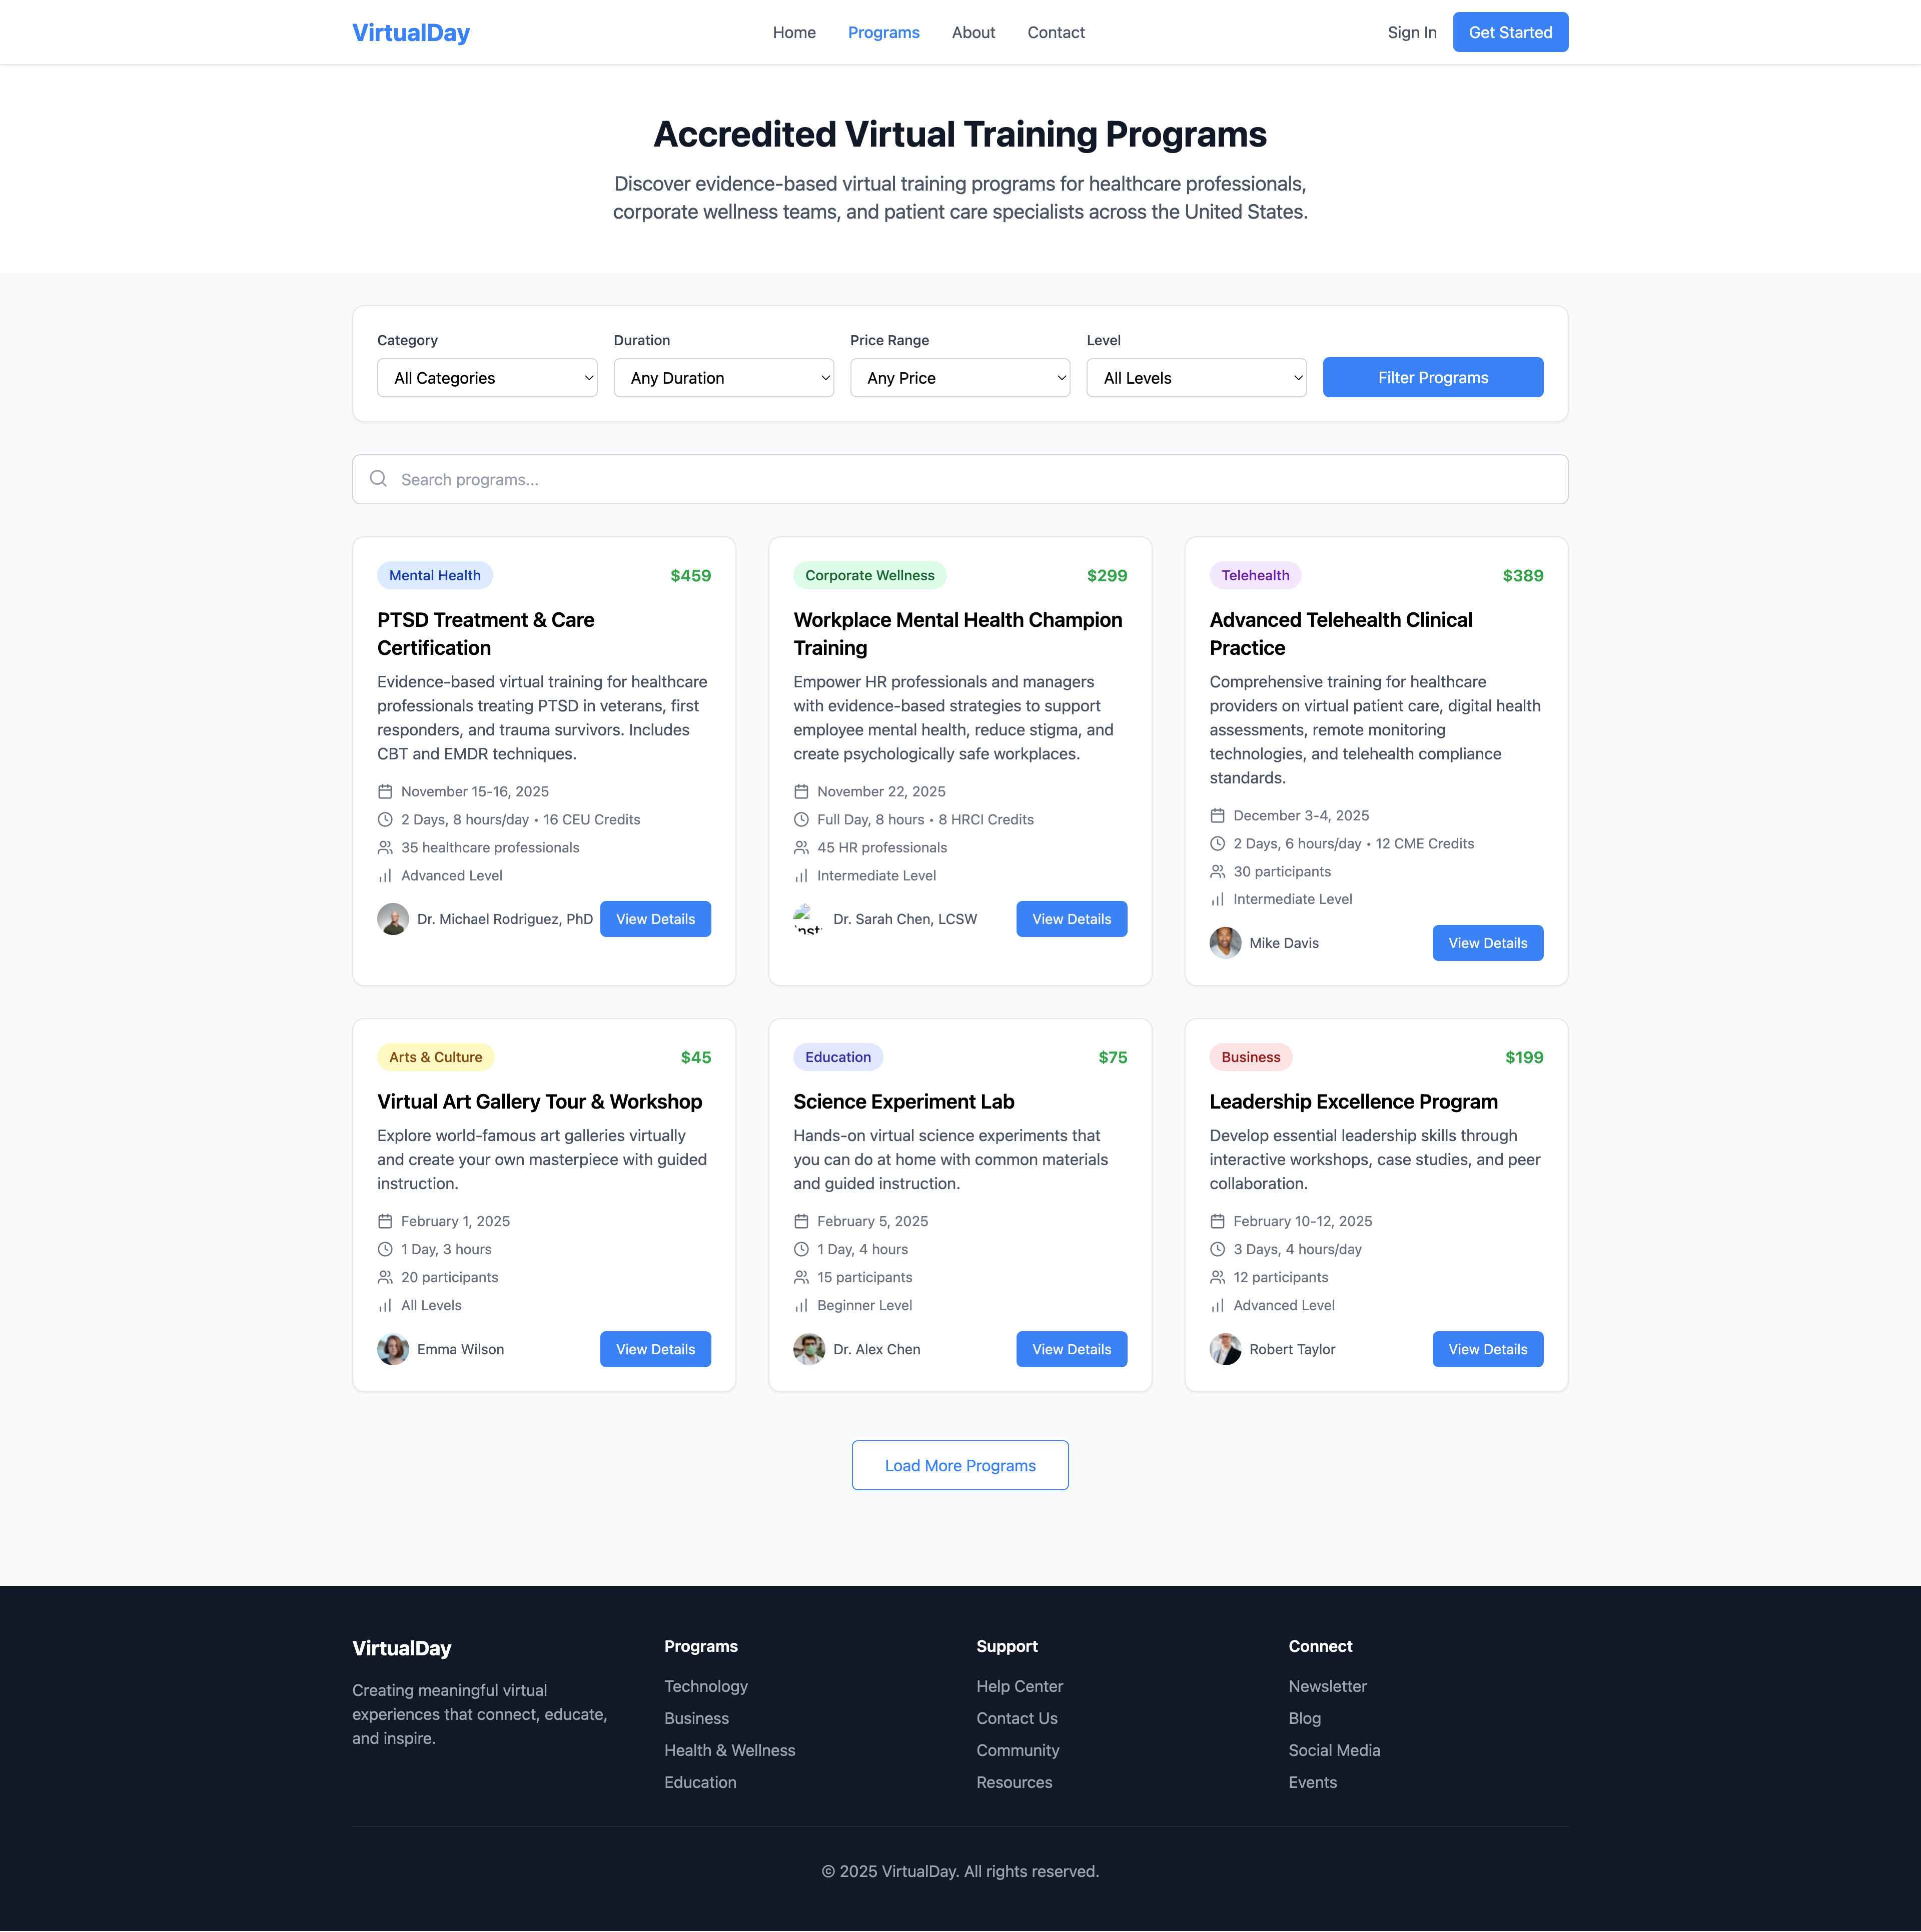 VirtualDay
Home
Programs
About
Contact
Sign In
Get Started
Accredited Virtual Training Programs
Discover evidence-based virtual training programs for healthcare professionals,
corporate wellness teams, and patient care specialists across the United States.
Category
Duration
Price Range
Level
All Categories
Any Duration
Any Price
All Levels
Filter Programs
Search programs...
Mental Health
$459
PTSD Treatment & Care
Certification
Evidence-based virtual training for healthcare
professionals treating PTSD in veterans, first
responders, and trauma survivors. Includes
CBT and EMDR techniques.
November 15-16, 2025
2 Days, 8 hours/day • 16 CEU Credits
35 healthcare professionals
Advanced Level
Dr. Michael Rodriguez, PhD
View Details
Corporate Wellness
$299
Workplace Mental Health Champion
Training
Empower HR professionals and managers
with evidence-based strategies to support
employee mental health, reduce stigma, and
create psychologically safe workplaces.
November 22, 2025
Full Day, 8 hours • 8 HRCI Credits
45 HR professionals
Intermediate Level
Dr. Sarah Chen, LCSW
View Details
Telehealth
$389
Advanced Telehealth Clinical
Practice
Comprehensive training for healthcare
providers on virtual patient care, digital health
assessments, remote monitoring
technologies, and telehealth compliance
standards.
December 3-4, 2025
2 Days, 6 hours/day • 12 CME Credits
30 participants
Intermediate Level
Mike Davis
View Details
Arts & Culture
$45
Virtual Art Gallery Tour & Workshop
Explore world-famous art galleries virtually
and create your own masterpiece with guided
instruction.
February 1, 2025
1 Day, 3 hours
20 participants
All Levels
Emma Wilson
View Details
Education
$75
Science Experiment Lab
Hands-on virtual science experiments that
you can do at home with common materials
and guided instruction.
February 5, 2025
1 Day, 4 hours
15 participants
Beginner Level
Dr. Alex Chen
View Details
Business
$199
Leadership Excellence Program
Develop essential leadership skills through
interactive workshops, case studies, and peer
collaboration.
February 10-12, 2025
3 Days, 4 hours/day
12 participants
Advanced Level
Robert Taylor
View Details
Load More Programs
VirtualDay
Creating meaningful virtual
experiences that connect, educate,
and inspire.
Programs
Technology
Business
Health & Wellness
Education
Support
Help Center
Contact Us
Community
Resources
Connect
Newsletter
Blog
Social Media
Events
© 2025 VirtualDay. All rights reserved.